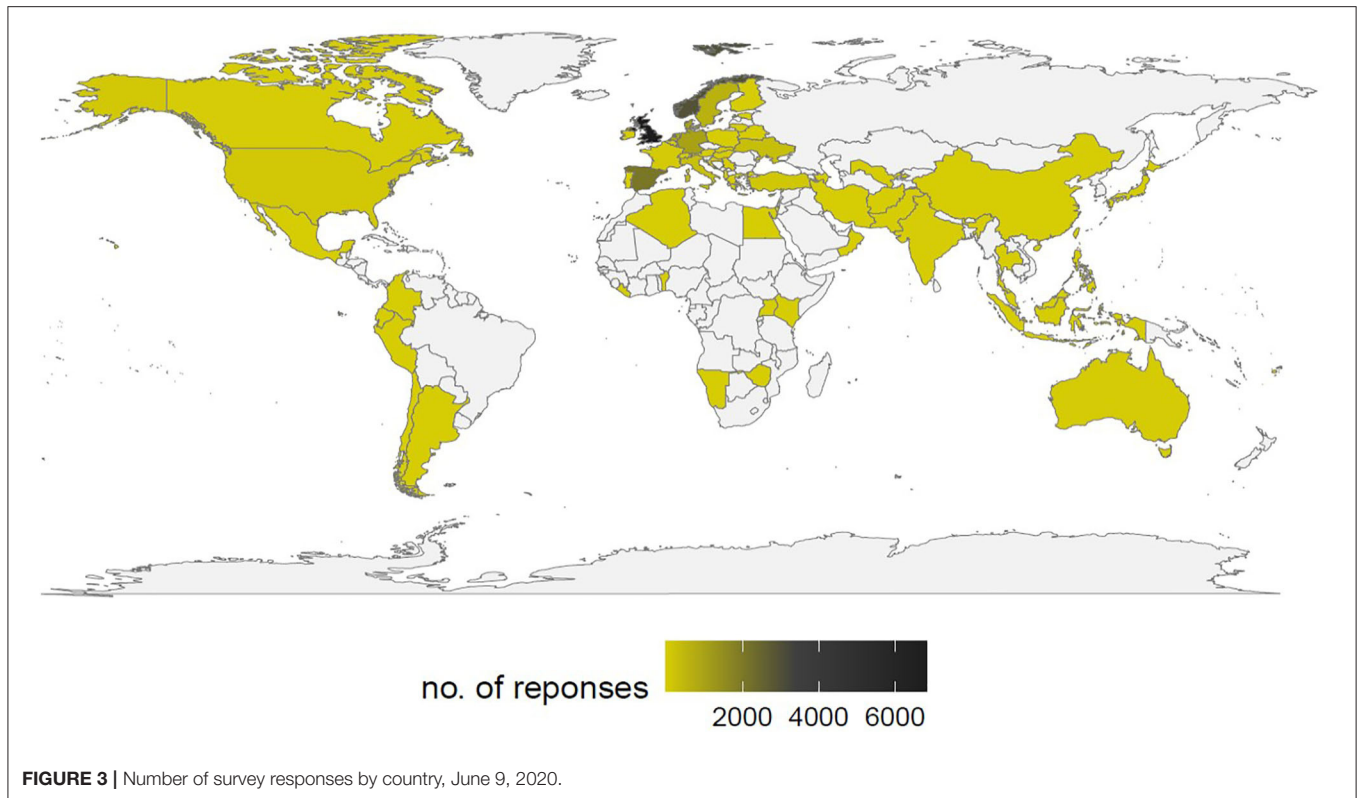 no. of reponses
2000 4000 6000
FIGURE 3 | Number of survey responses by country, June 9, 2020.